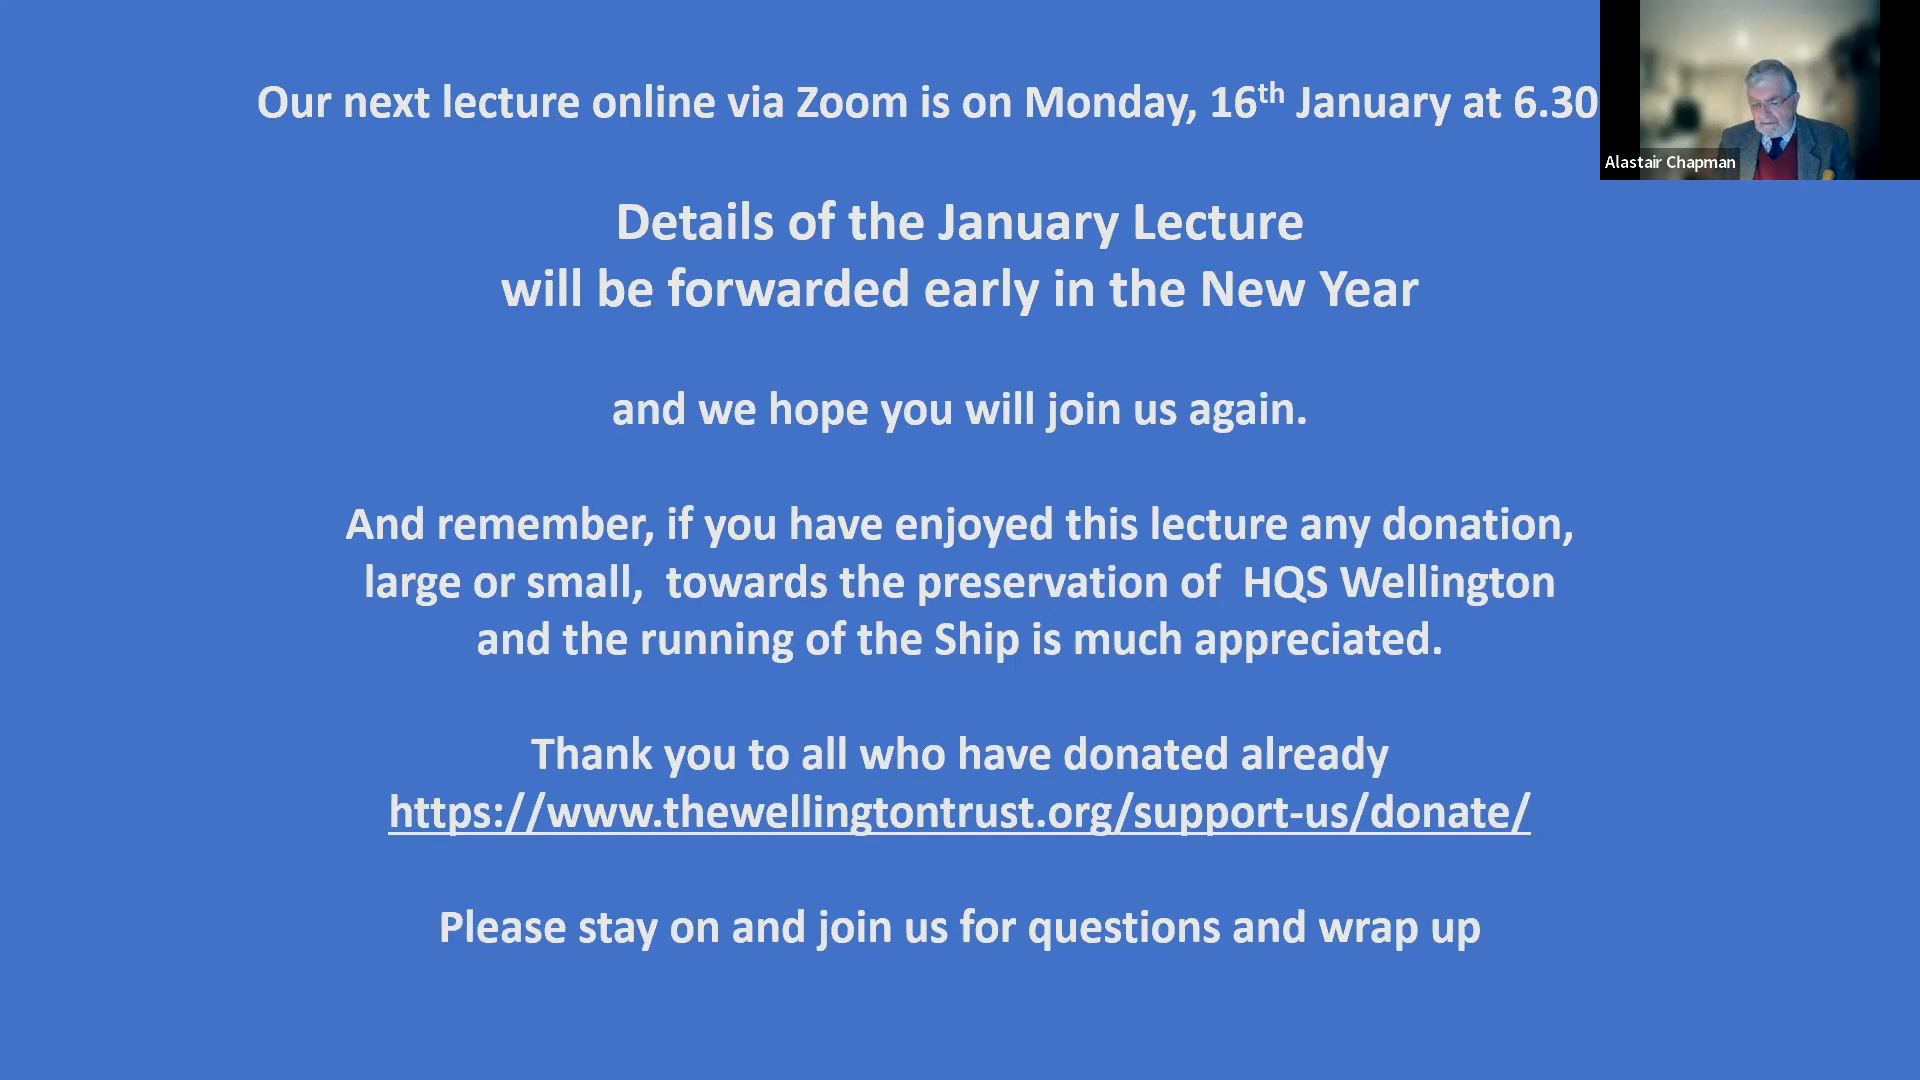 Our next lecture online via Zoom is on Monday, 16th January at 6.30
Alastair Chapman
Details of the January Lecture
will be forwarded early in the New Year
and we hope you will join us again.
And remember, if you have enjoyed this lecture any donation,
large or small,  towards the preservation of  HQS Wellington
and the running of the Ship is much appreciated.
Thank you to all who have donated already
https://www.thewellingtontrust.org/support-us/donate/
Please stay on and join us for questions and wrap up